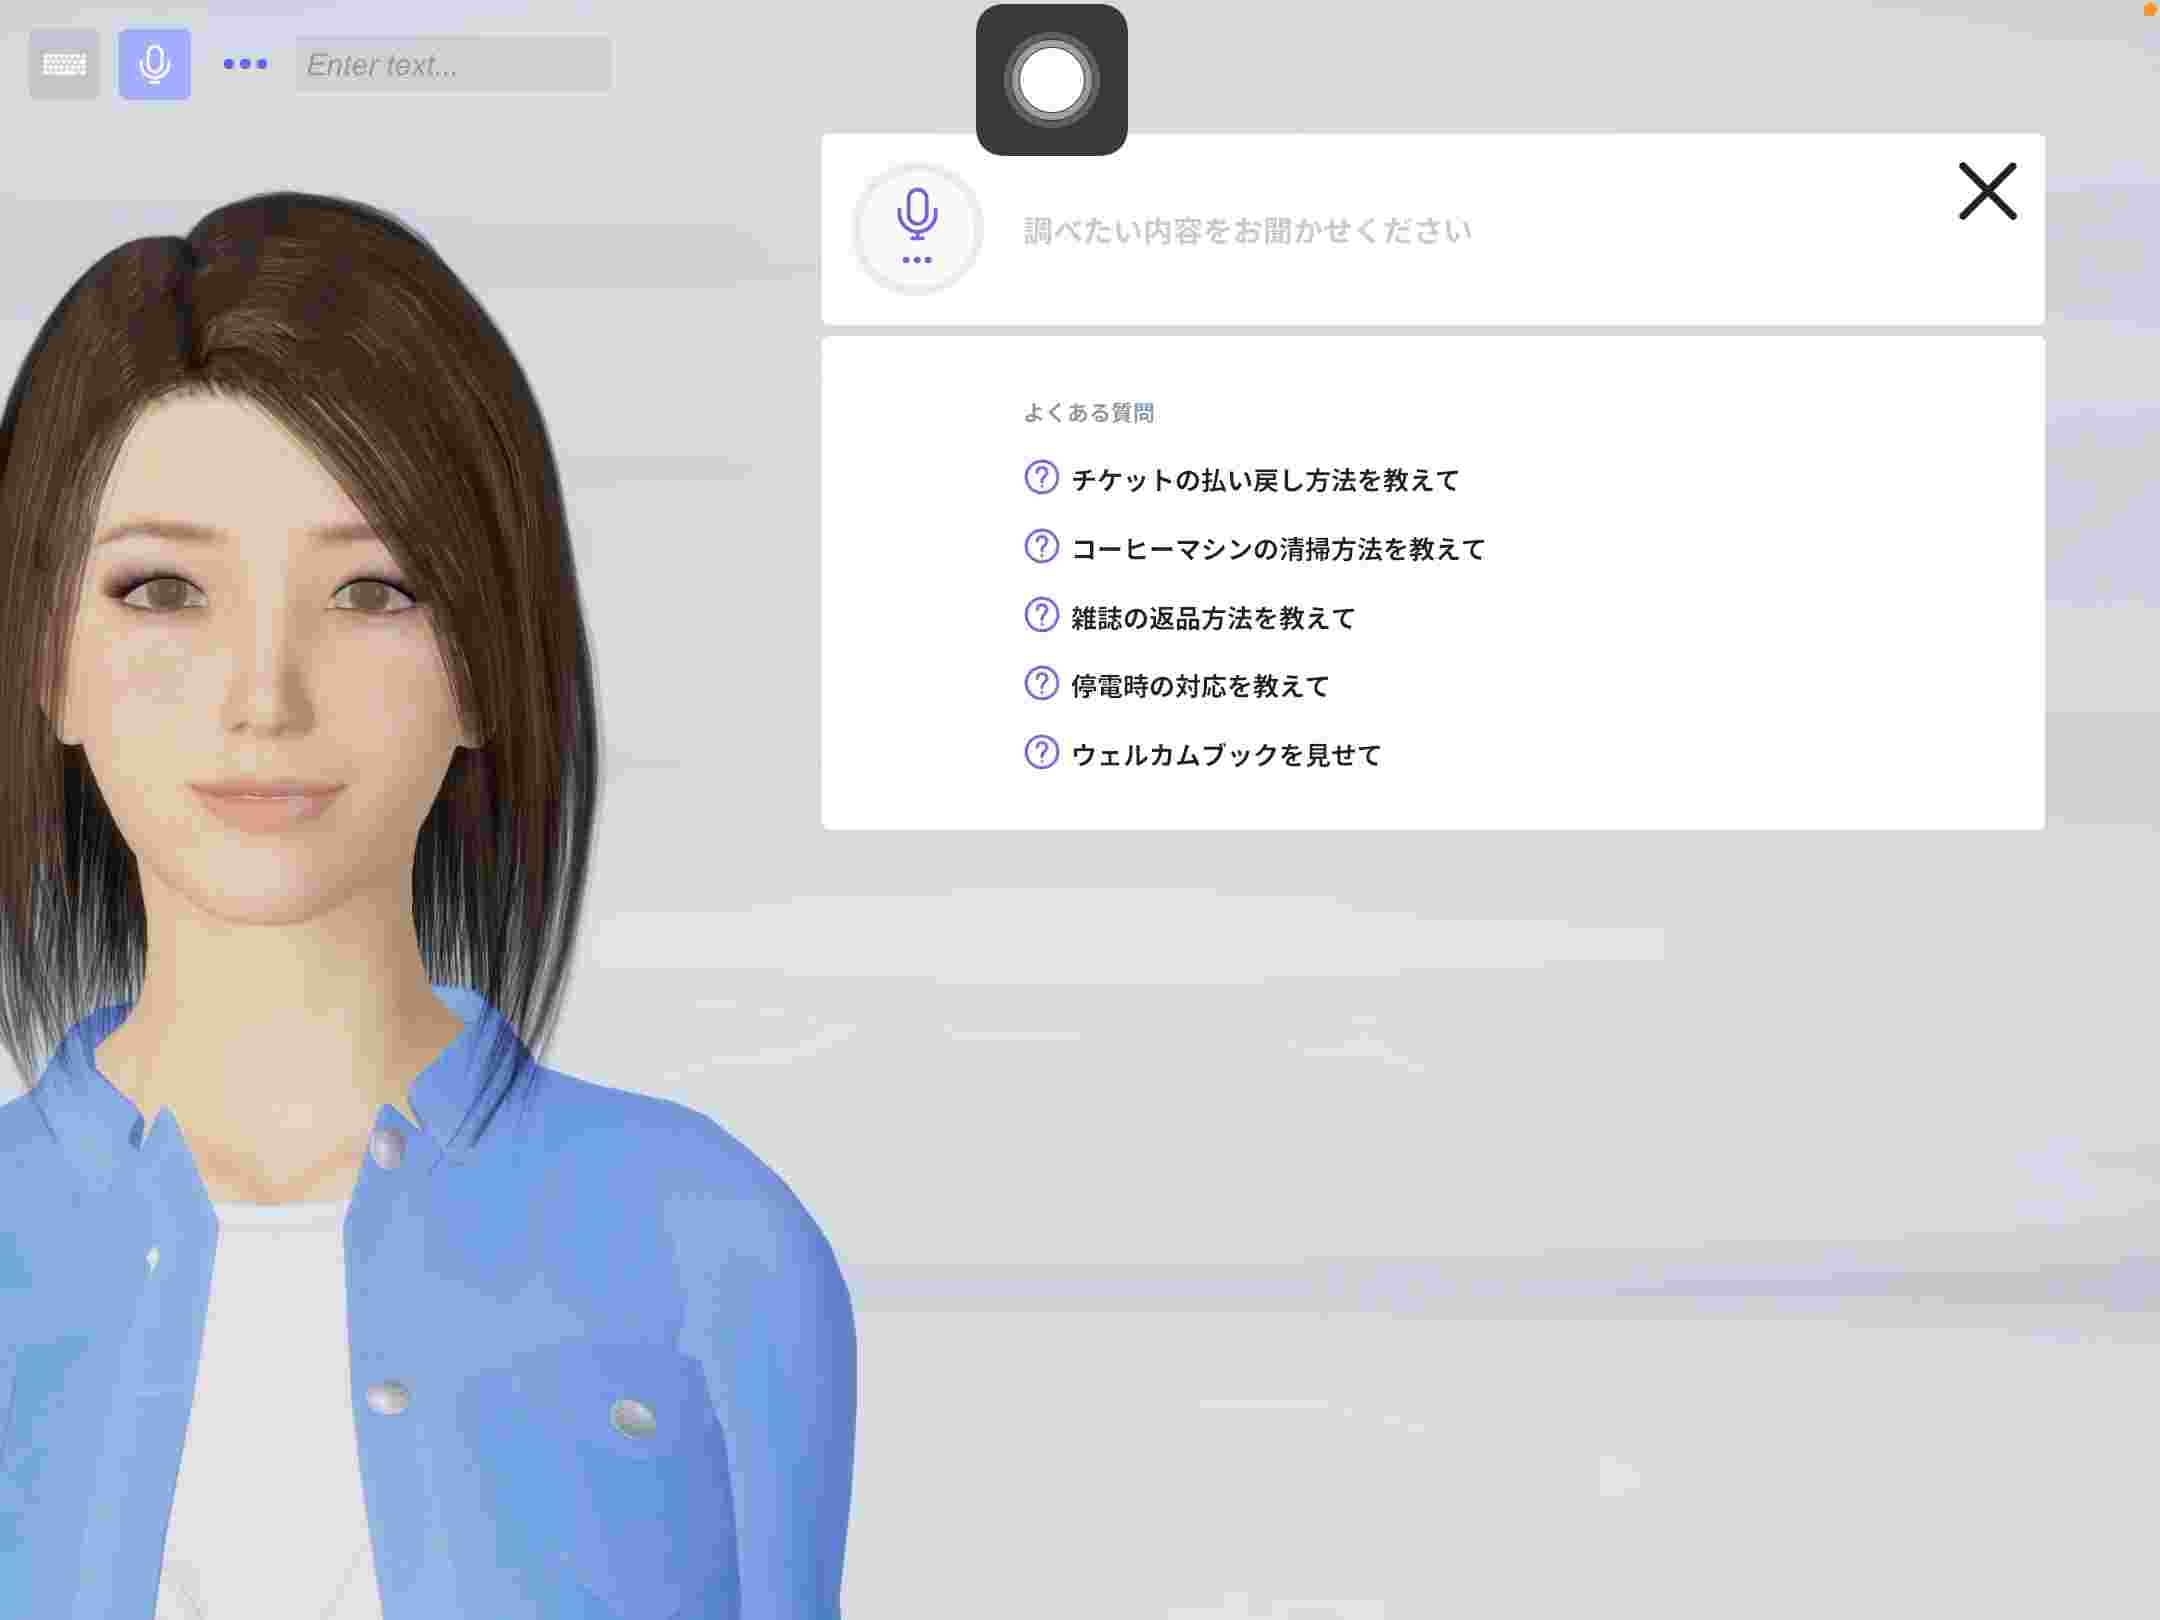 Enter text...
調べたい内容をお聞かせください
よくある質問
チケットの払い戻し方法を教えて
コーヒーマシンの清掃方法を教えて
雑誌の返品方法を教えて
停電時の対応を教えて
ウェルカムブックを見せて